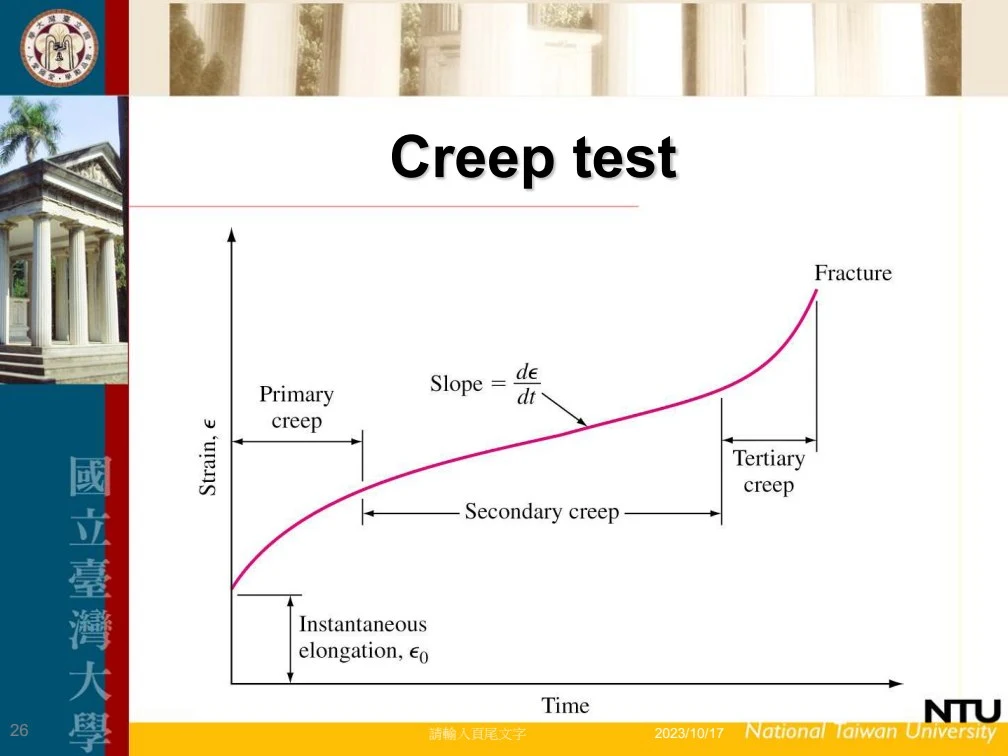 Creep test
Fracture
Slope = dϵ/dt
Primary
creep
Strain, ϵ
Tertiary
creep
Secondary creep
Instantaneous
elongation, ϵ0
Time
國立臺灣大學
26
請輸入頁尾文字
2023/10/17
NTU
National Taiwan University